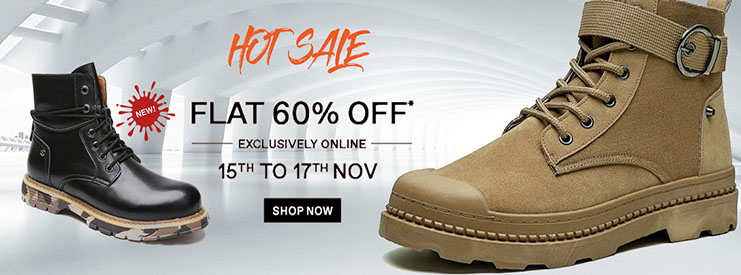 HOT SALE
NEW!
FLAT 60% OFF*
EXCLUSIVELY ONLINE
15TH TO 17TH NOV
SHOP NOW